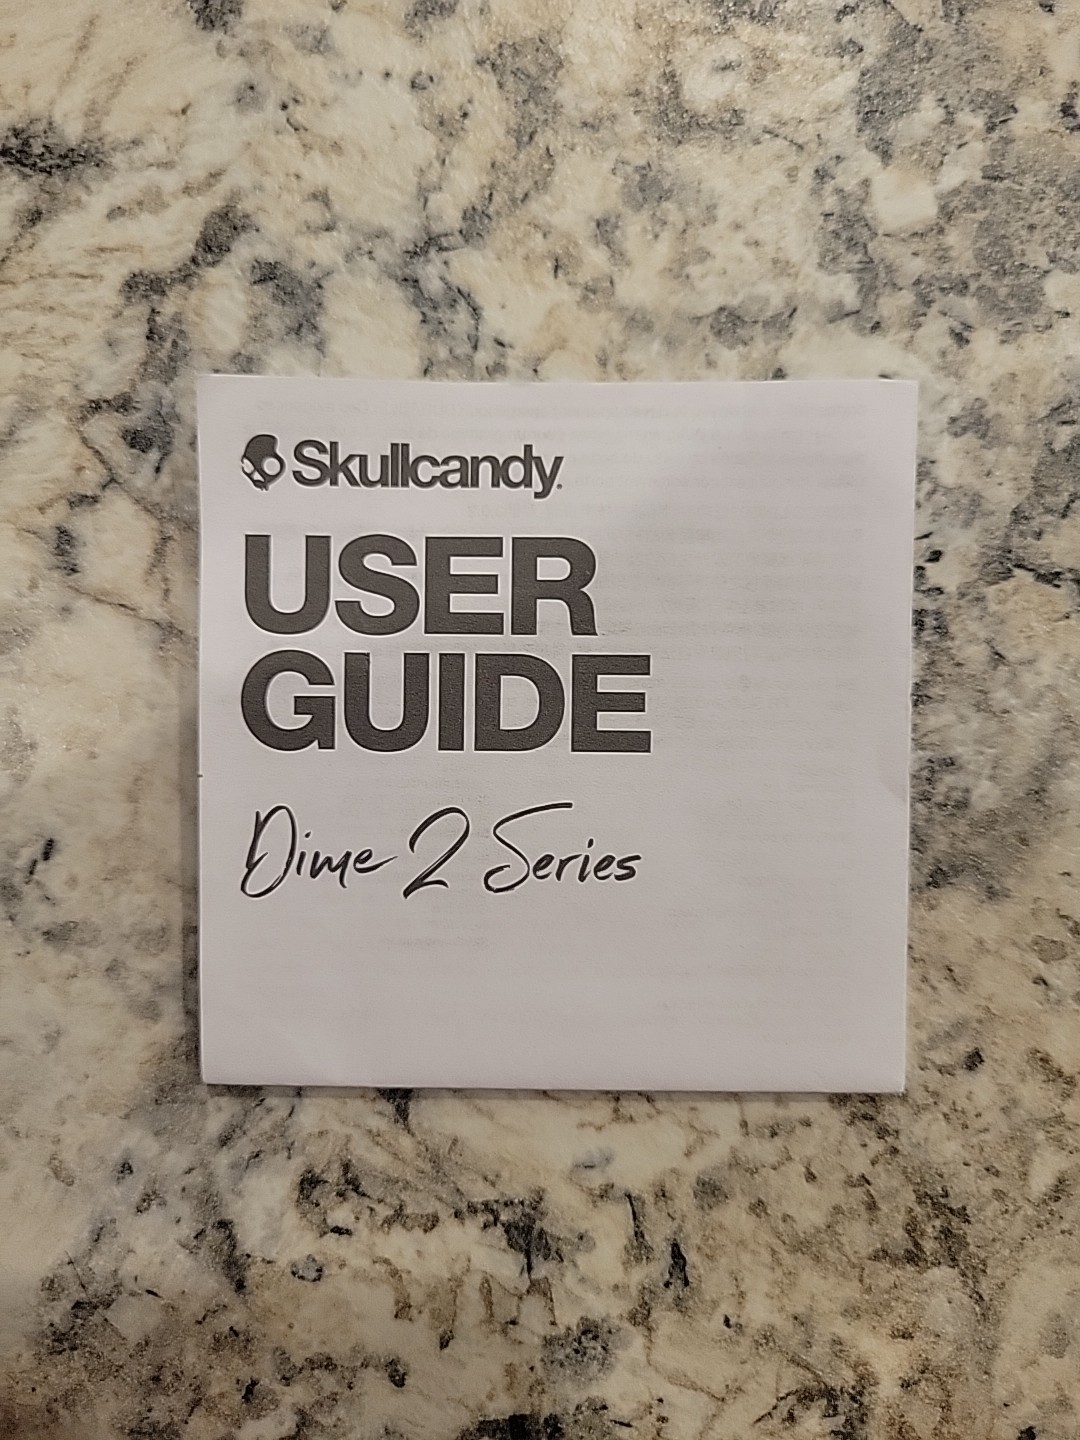 Skullcandy.
USER
GUIDE
Dime 2 Series